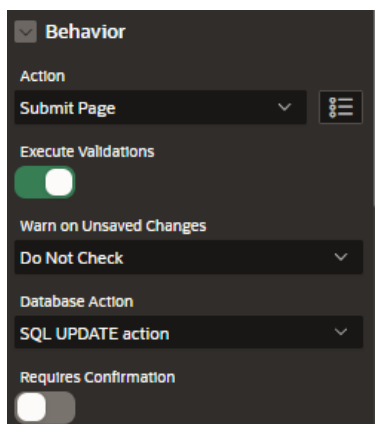 Behavior
Action
Submit Page
Execute Validations
Warn on Unsaved Changes
Do Not Check
Database Action
SQL UPDATE action
Requires Confirmation